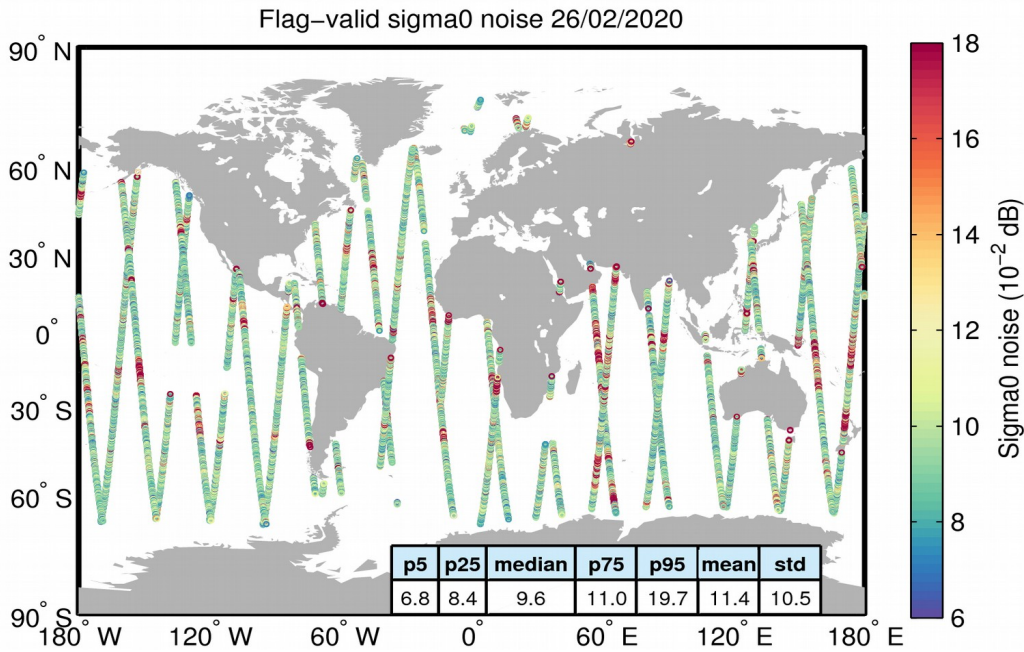 Flag−valid sigma0 noise 26/02/2020
90° N
60° N
30° N
0°
30° S
60° S
90° S
180° W
120° W
60° W
0°
60° E
120° E
180° E
p5 p25 median p75 p95 mean std
6.8 8.4 9.6 11.0 19.7 11.4 10.5
18
16
14
12
10
8
6
Sigma0 noise (10⁻² dB)